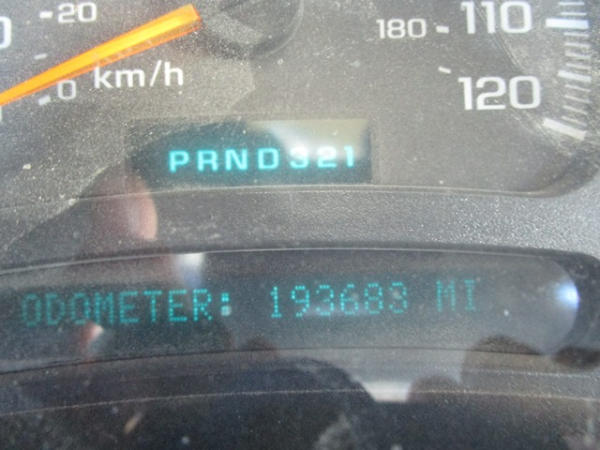 20
180 110
0 km/h
120
PRND321
ODOMETER: 193683 MI